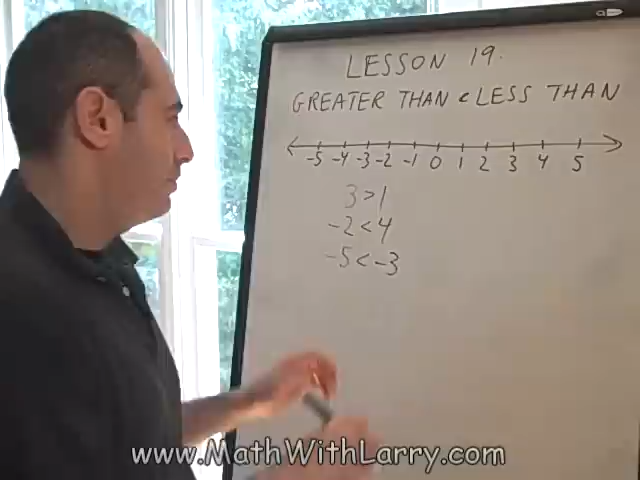 LESSON 19.
GREATER THAN & LESS THAN
-5 -4 -3 -2 -1 0 1 2 3 4 5
3 > 1
-2 < 4
-5 < -3
www.MathWithLarry.com